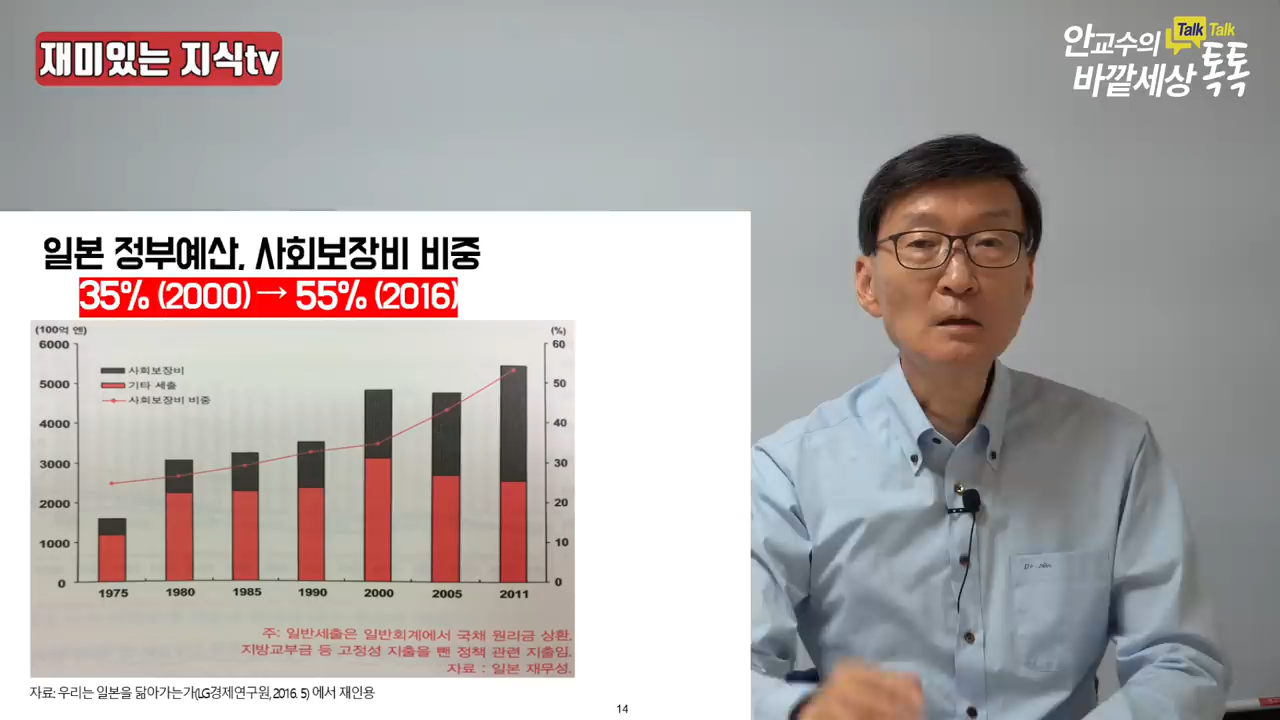 재미있는 지식tv
안교수의 Talk Talk
바깥세상 톡톡
일본 정부예산, 사회보장비 비중
35% (2000) → 55% (2016)
(100억 엔) (%)
6000 60
사회보장비
기타 세출
사회보장비 비중
5000 50
4000 40
3000 30
2000 20
1000 10
0 0
1975 1980 1985 1990 2000 2005 2011
주: 일반세출은 일반회계에서 국채 원리금 상환,
지방교부금 등 고정성 지출을 뺀 정책 관련 지출임.
자료 : 일본 재무성.
자료: 우리는 일본을 닮아가는가(LG경제연구원, 2016. 5) 에서 재인용
14